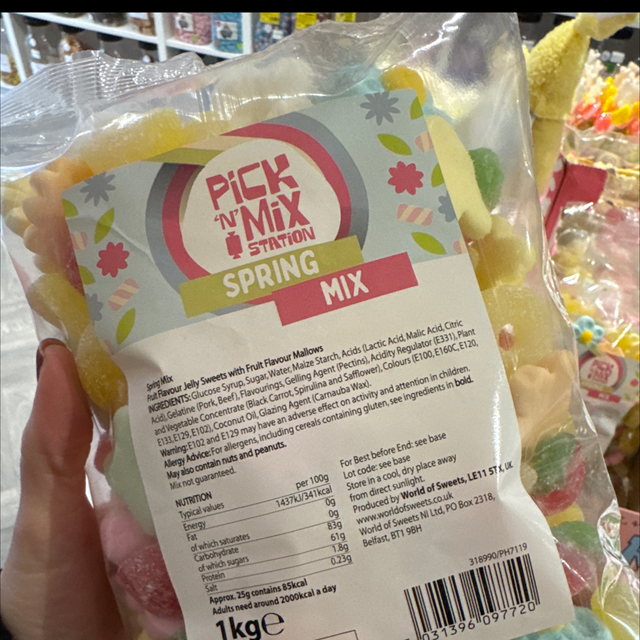 PiCK
'N' MiX
STATION
SPRING
MIX
Spring Mix
Fruit Flavour Jelly Sweets with Fruit Flavour Mallows
INGREDIENTS: Glucose Syrup, Sugar, Water, Maize Starch, Acids (Lactic Acid, Malic Acid, Citric
Acid), Gelatine (Pork, Beef), Flavourings, Gelling Agent (Pectins), Acidity Regulator (E331), Plant
and Vegetable Concentrate (Black Carrot, Spirulina and Safflower), Colours (E100, E160C, E120,
E133, E129, E102), Coconut Oil, Glazing Agent (Carnauba Wax).
Warning: E102 and E129 may have an adverse effect on activity and attention in children.
Allergy Advice: For allergens, including cereals containing gluten, see ingredients in bold.
May also contain nuts and peanuts.
Mix not guaranteed.
NUTRITION
Typical values per 100g
Energy 1437kJ/341kcal
Fat 0g
of which saturates 0g
Carbohydrate 83g
of which sugars 61g
Protein 1.8g
Salt 0.23g
Approx. 25g contains 85kcal
Adults need around 2000kcal a day
1kg e
For Best before End: see base
Lot code: see base
Store in a cool, dry place away
from direct sunlight.
Produced by World of Sweets, LE11 5TX, UK
www.worldofsweets.co.uk
World of Sweets NI Ltd, PO Box 2318,
Belfast, BT1 9BH
318990/PH7119
031396 097720
PICK
'N' MIX